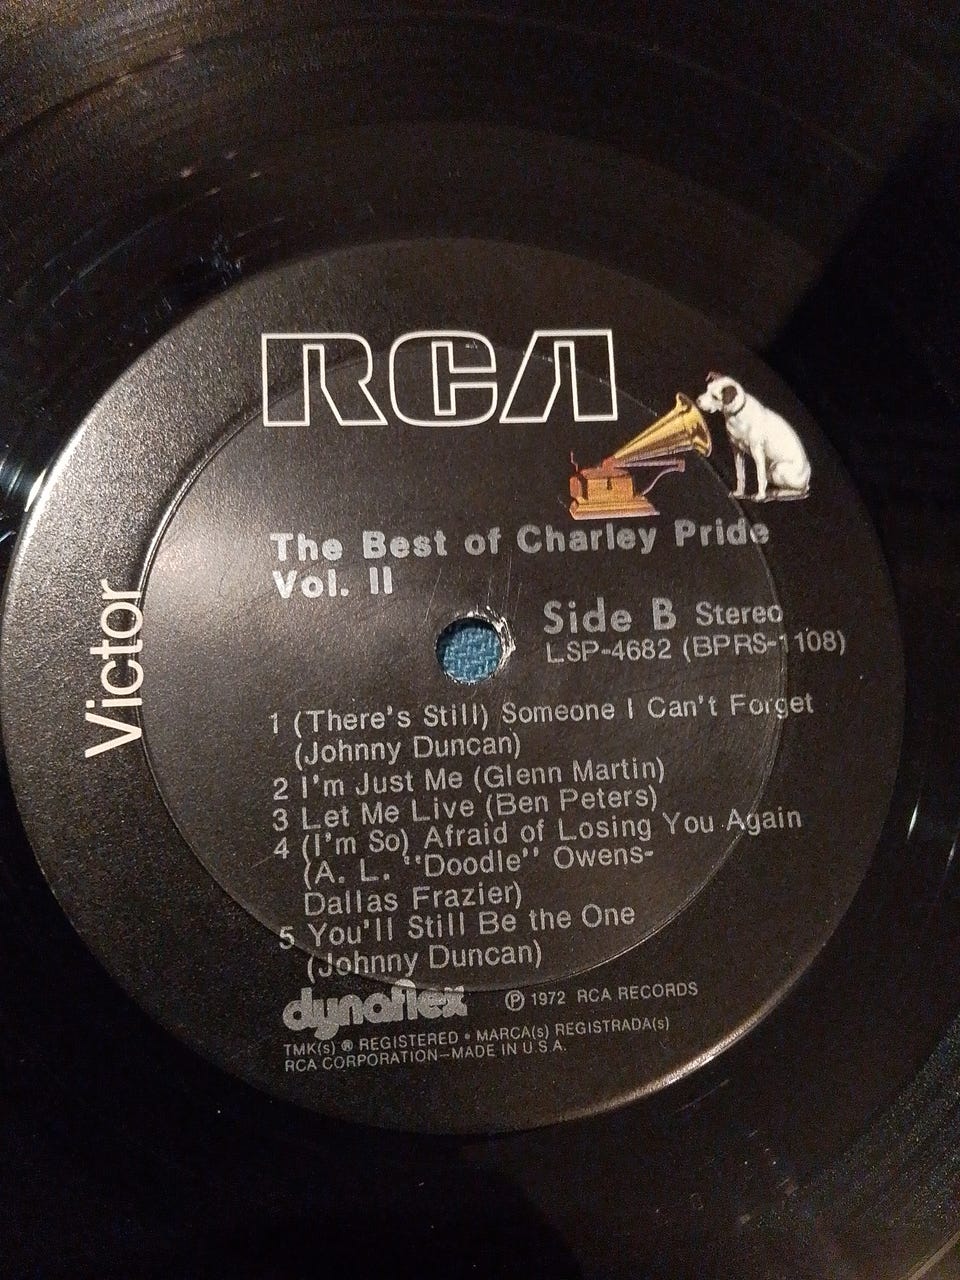 RCA
Victor
The Best of Charley Pride
Vol. II
Side B Stereo
LSP-4682 (BPRS-1108)
1 (There's Still) Someone I Can't Forget
(Johnny Duncan)
2 I'm Just Me (Glenn Martin)
3 Let Me Live (Ben Peters)
4 (I'm So) Afraid of Losing You Again
(A. L. "Doodle" Owens-
Dallas Frazier)
5 You'll Still Be the One
(Johnny Duncan)
dynaflex ℗ 1972 RCA RECORDS
TMK(s) ® REGISTERED • MARCA(s) REGISTRADA(s)
RCA CORPORATION—MADE IN U.S.A.